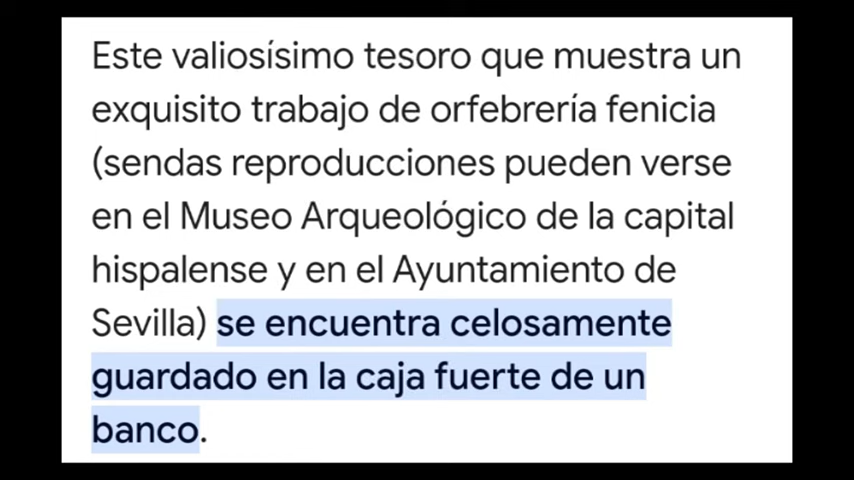 Este valiosísimo tesoro que muestra un
exquisito trabajo de orfebrería fenicia
(sendas reproducciones pueden verse
en el Museo Arqueológico de la capital
hispalense y en el Ayuntamiento de
Sevilla) se encuentra celosamente
guardado en la caja fuerte de un
banco.